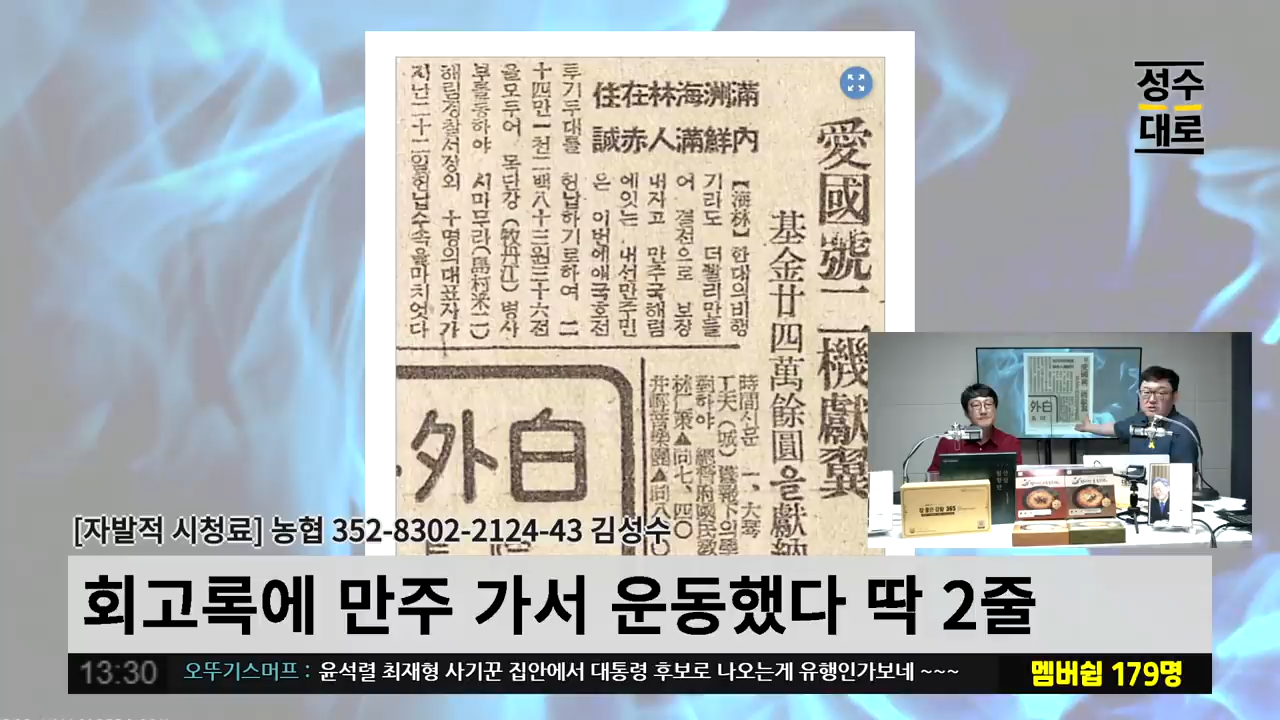 성수
대로
愛國號二機獻翼
基金廿四萬餘圓을獻納
滿洲海林在住
內鮮滿人赤誠
【海林】 한대의비행
기라도 더빨리만들
어 결전으로 보장
내자고 만주국해림
에잇는 내선만주민
은 이번에애국호전
투기두대를 헌납하기로하여 二
十四만一천二백八十三원三十六전
을모두어 목단강(牧丹江)병사
부를통하야 시마무라(馬村米一)
해림경찰서장외 十명의대표자가
지난二十二일헌납수속을마치엇다
白外
[자발적 시청료] 농협 352-8302-2124-43 김성수
회고록에 만주 가서 운동했다 딱 2줄
13:30 오뚜기스머프 : 윤석렬 최재형 사기꾼 집안에서 대통령 후보로 나오는게 유행인가보네 ~~~ 멤버쉽 179명